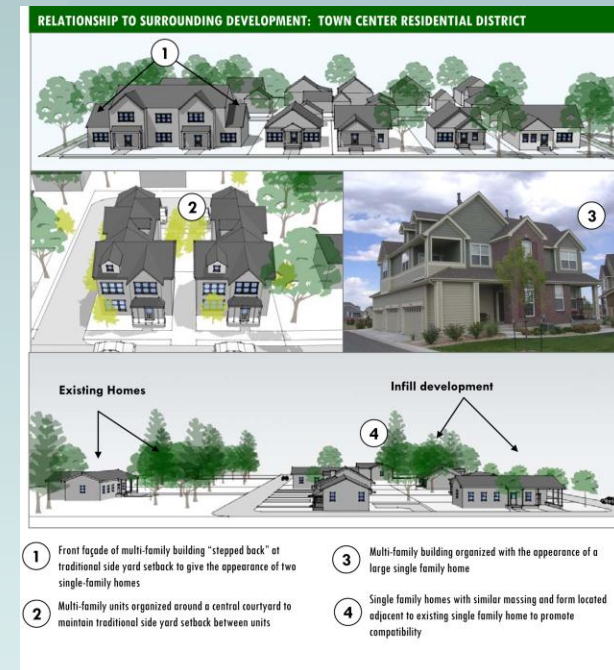 RELATIONSHIP TO SURROUNDING DEVELOPMENT: TOWN CENTER RESIDENTIAL DISTRICT
1
2
3
Existing Homes
Infill development
4
1 Front façade of multi-family building "stepped back" at
traditional side yard setback to give the appearance of two
single-family homes
2 Multi-family units organized around a central courtyard to
maintain traditional side yard setback between units
3 Multi-family building organized with the appearance of a
large single family home
4 Single family homes with similar massing and form located
adjacent to existing single family home to promote
compatibility